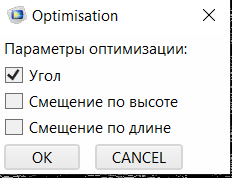 Optimisation
Параметры оптимизации:
Угол
Смещение по высоте
Смещение по длине
OK CANCEL